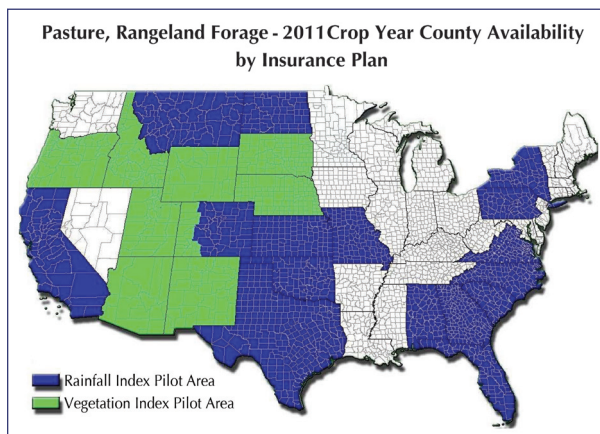 Pasture, Rangeland Forage - 2011Crop Year County Availability
by Insurance Plan
Rainfall Index Pilot Area
Vegetation Index Pilot Area